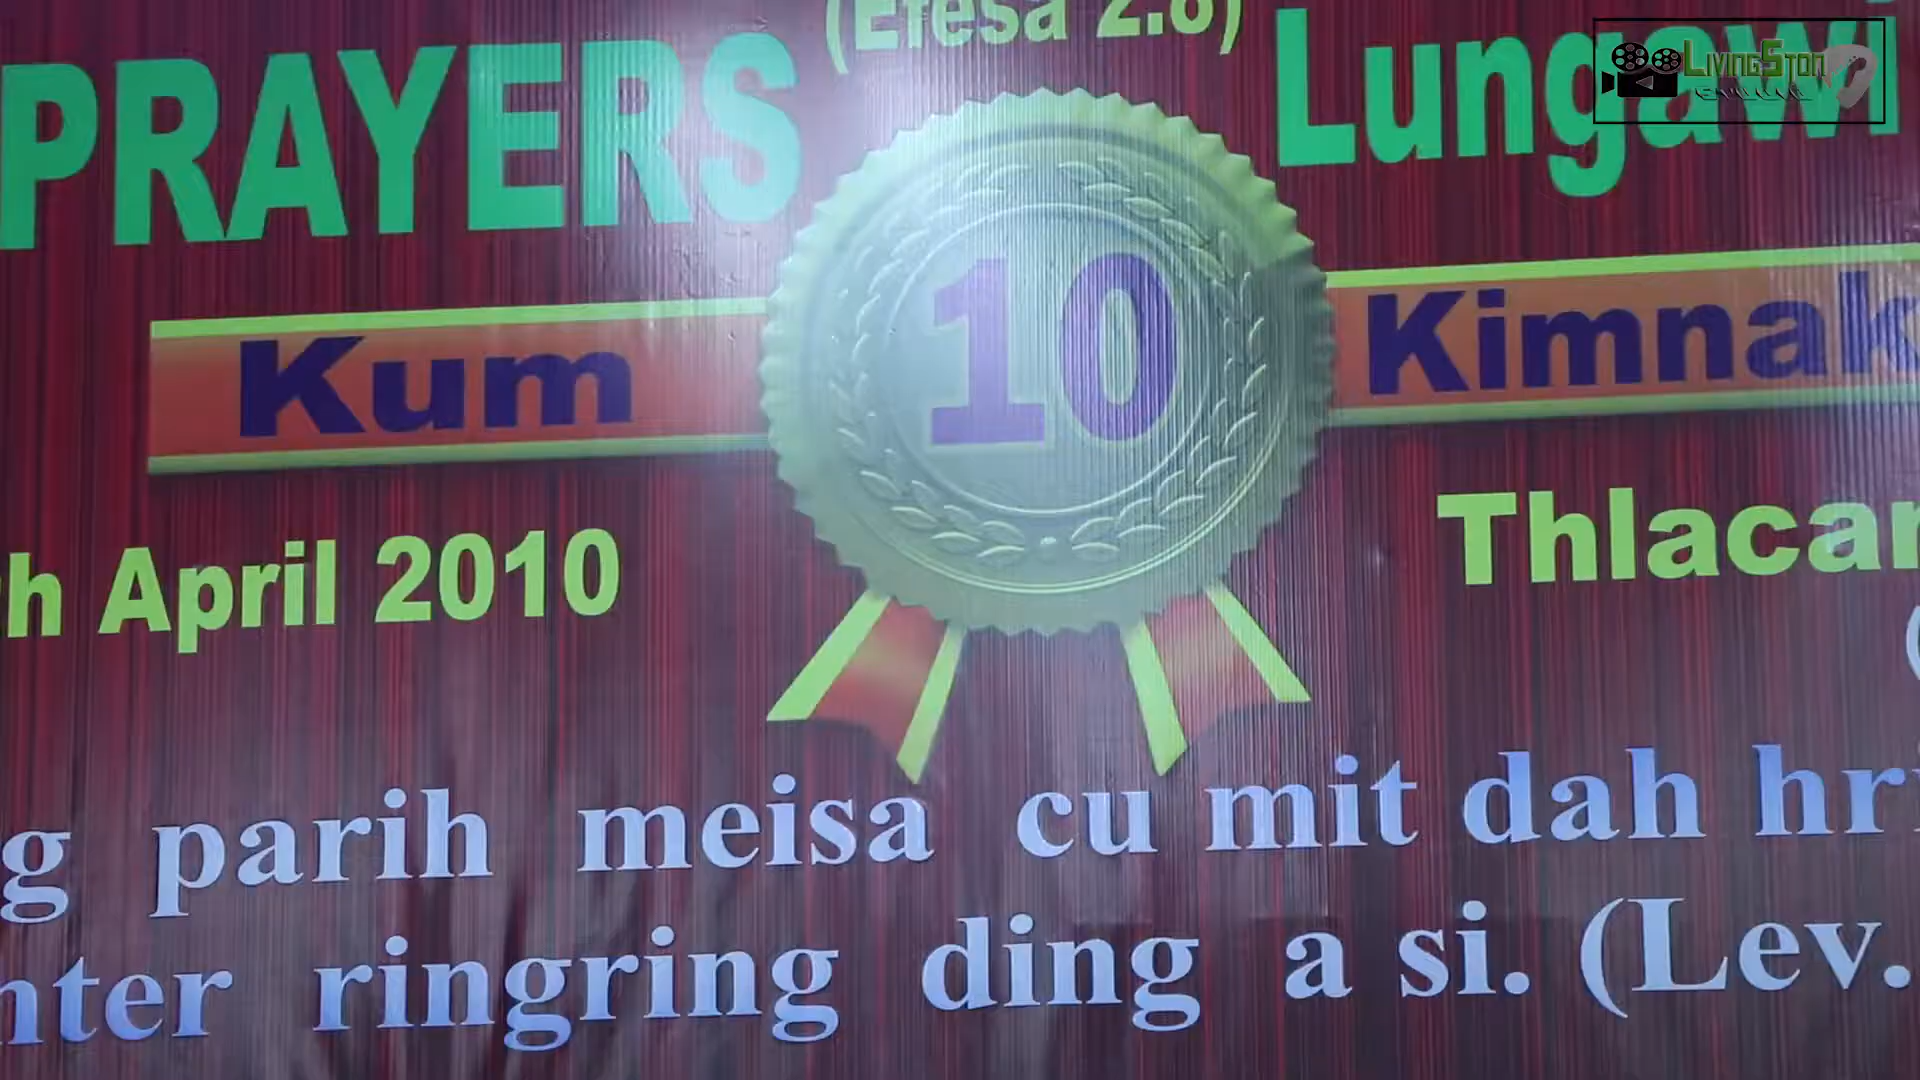 (Efesa 2:8)
PRAYERS Lungawi
Kum 10 Kimnak
h April 2010 Thlacam
g parih meisa cu mit dah hr
nter ringring ding a si. (Lev.
LivingSton